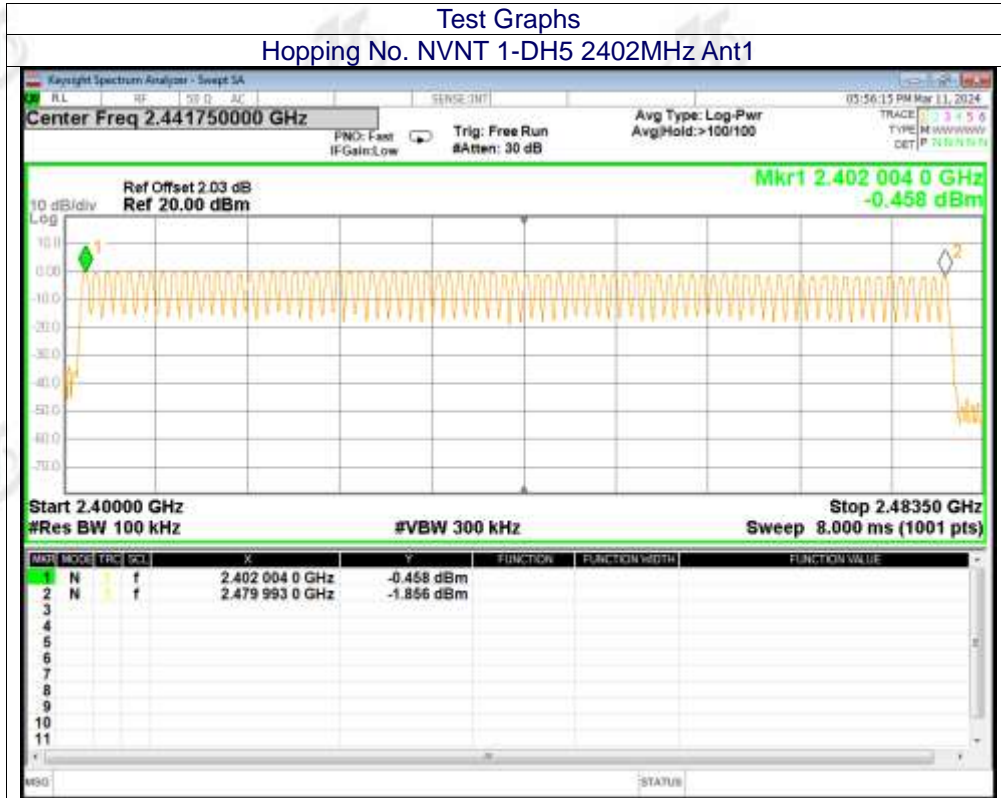 Test Graphs
Hopping No. NVNT 1-DH5 2402MHz Ant1
Keysight Spectrum Analyzer - Swept SA
RL RF 50 Ω AC SENSE:INT 05:56:15 PM Mar 11, 2024
Center Freq 2.441750000 GHz
PNO: Fast
IFGain:Low
Trig: Free Run
#Atten: 30 dB
Avg Type: Log-Pwr
Avg|Hold:>100/100
TRACE 1 2 3 4 5 6
TYPE M WWWWW
DET P N N N N N
Mkr1 2.402 004 0 GHz
-0.458 dBm
Ref Offset 2.03 dB
10 dB/div Ref 20.00 dBm
Log
1
2
10.0
0.00
-10.0
-20.0
-30.0
-40.0
-50.0
-60.0
-70.0
Start 2.40000 GHz Stop 2.48350 GHz
#Res BW 100 kHz #VBW 300 kHz Sweep 8.000 ms (1001 pts)
MKR MODE TRC SCL X Y FUNCTION FUNCTION WIDTH FUNCTION VALUE
1 N 1 f 2.402 004 0 GHz -0.458 dBm
2 N 1 f 2.479 993 0 GHz -1.856 dBm
3
4
5
6
7
8
9
10
11
MSG STATUS